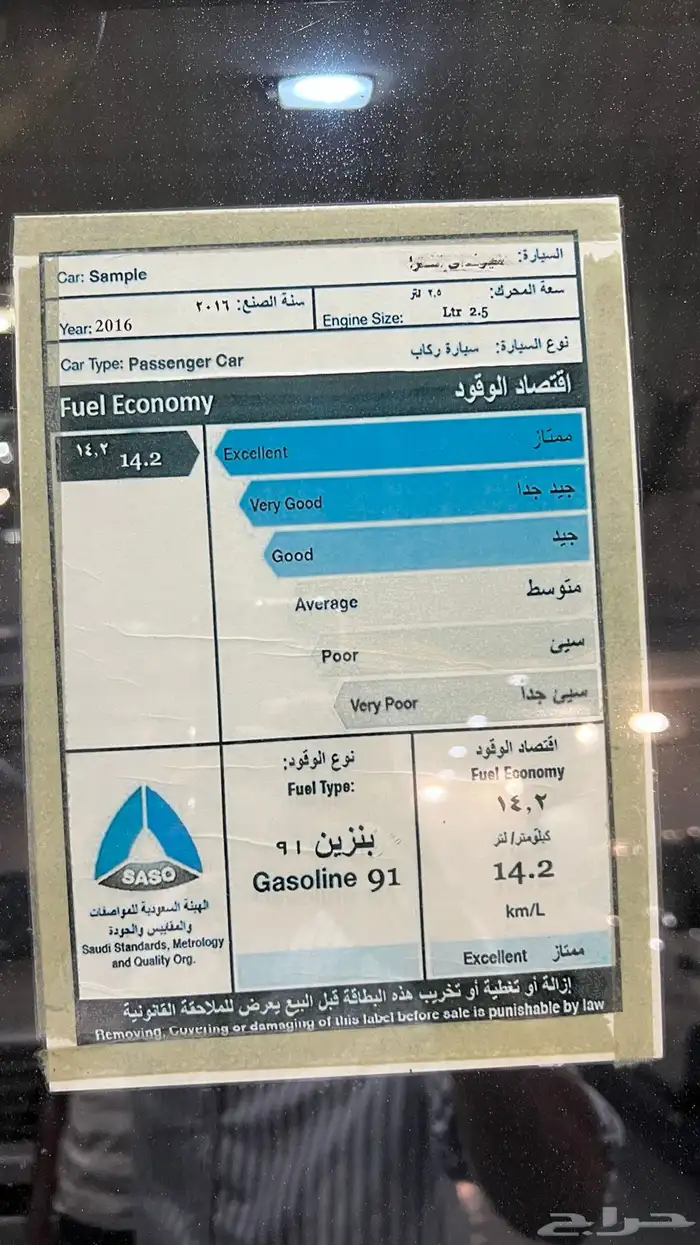 السيارة:
Car: Sample
سنة الصنع: ٢٠١٦
Year: 2016
سعة المحرك: ٢,٥ لتر
Engine Size: Ltr 2.5
نوع السيارة: سيارة ركاب
Car Type: Passenger Car
اقتصاد الوقود
Fuel Economy
١٤,٢ 14.2
ممتاز
Excellent
جيد جدا
Very Good
جيد
Good
متوسط
Average
سيئ
Poor
سيئ جدا
Very Poor
SASO
الهيئة السعودية للمواصفات
والمقاييس والجودة
Saudi Standards, Metrology
and Quality Org.
نوع الوقود:
Fuel Type:
بنزين ٩١
Gasoline 91
اقتصاد الوقود
Fuel Economy
١٤,٢
كيلومتر/لتر
14.2
km/L
Excellent ممتاز
إزالة أو تغطية أو تخريب هذه البطاقة قبل البيع يعرض للملاحقة القانونية
Removing, Covering or damaging of this label before sale is punishable by law
حراج